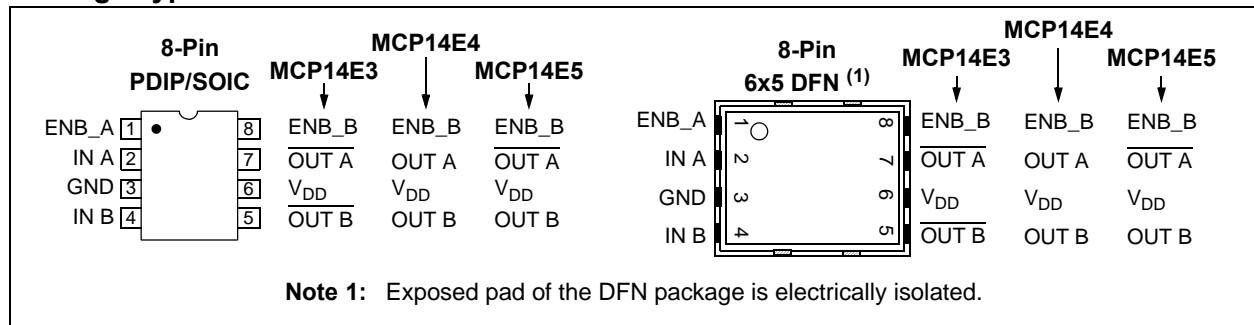 8-Pin
PDIP/SOIC
MCP14E3
MCP14E4
MCP14E5
ENB_A 1 8 ENB_B ENB_B ENB_B
IN A 2 7 OUT A OUT A OUT A
GND 3 6 VDD VDD VDD
IN B 4 5 OUT B OUT B OUT B
8-Pin
6x5 DFN (1)
MCP14E3
MCP14E4
MCP14E5
ENB_A 1 8 ENB_B ENB_B ENB_B
IN A 2 7 OUT A OUT A OUT A
GND 3 6 VDD VDD VDD
IN B 4 5 OUT B OUT B OUT B
Note 1: Exposed pad of the DFN package is electrically isolated.